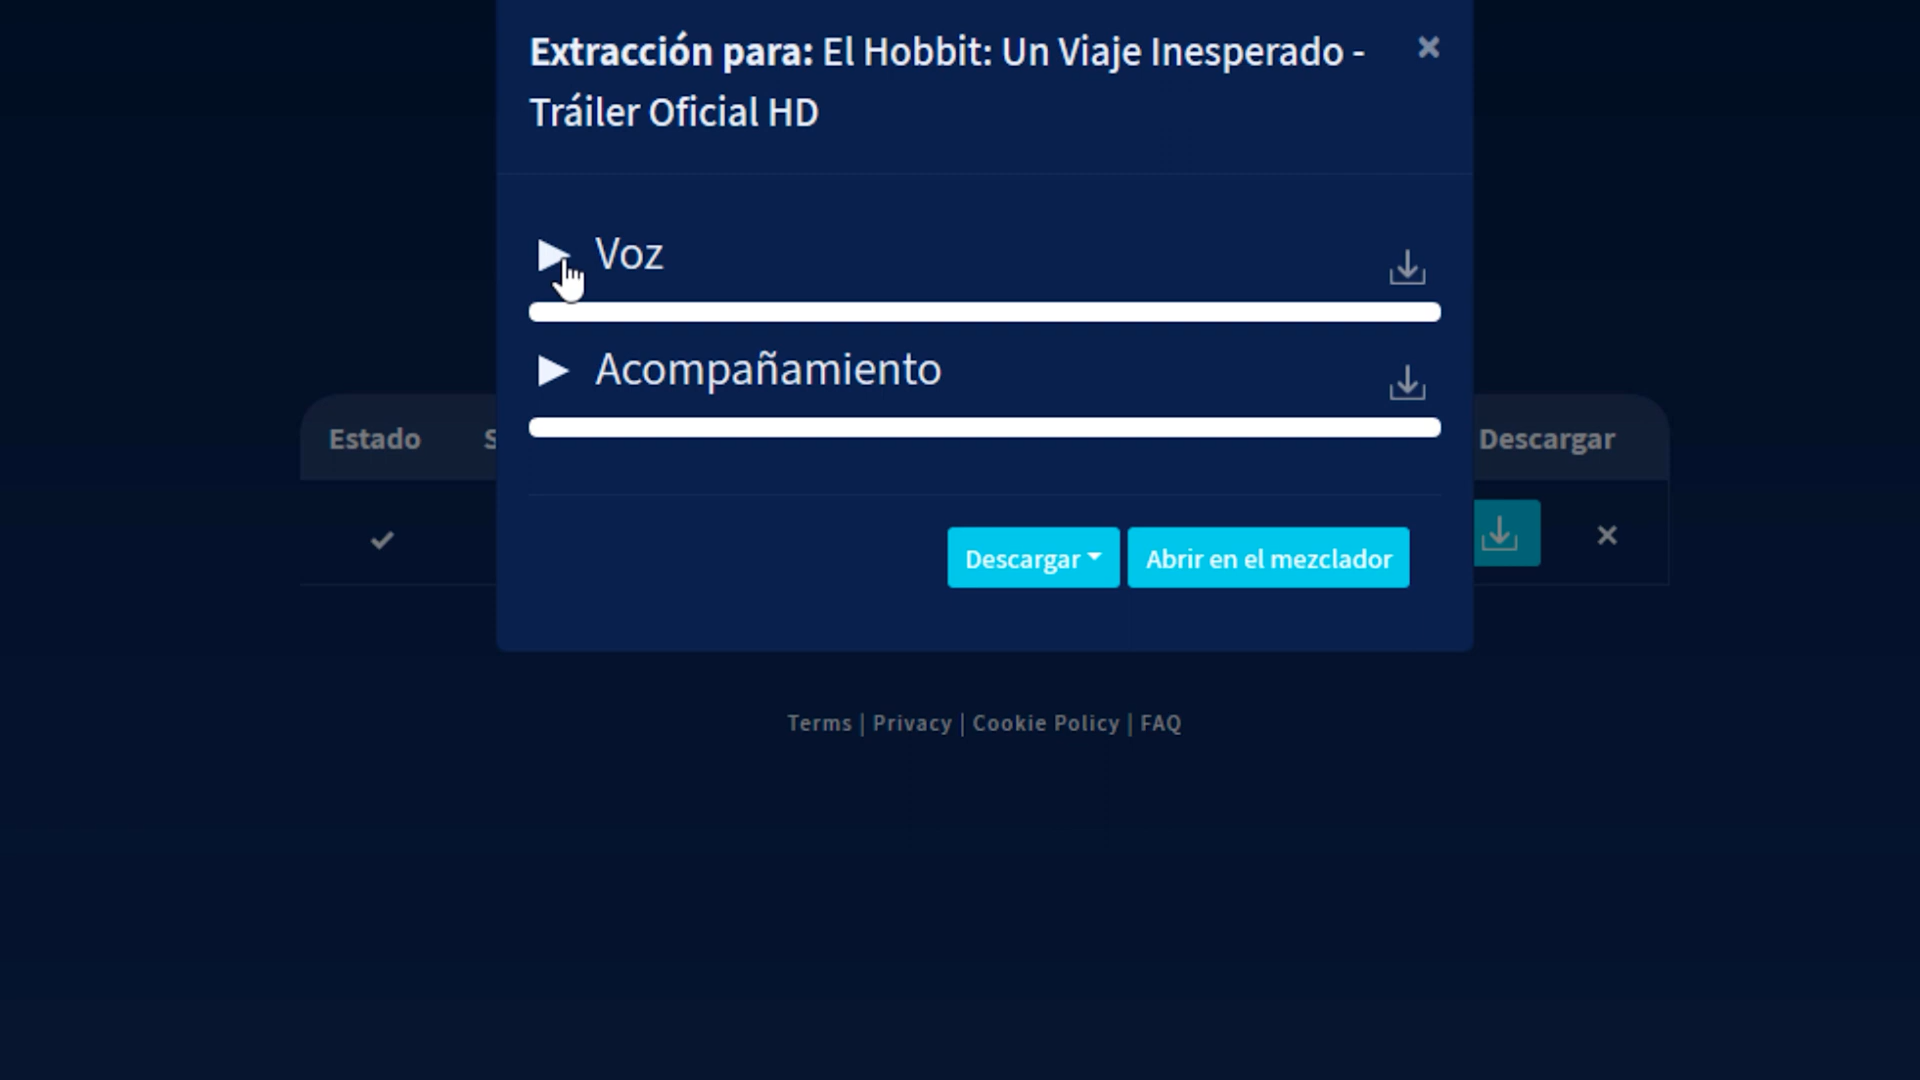 Extracción para: El Hobbit: Un Viaje Inesperado -
Tráiler Oficial HD
Voz
Acompañamiento
Estado S Descargar
Descargar Abrir en el mezclador
Terms | Privacy | Cookie Policy | FAQ